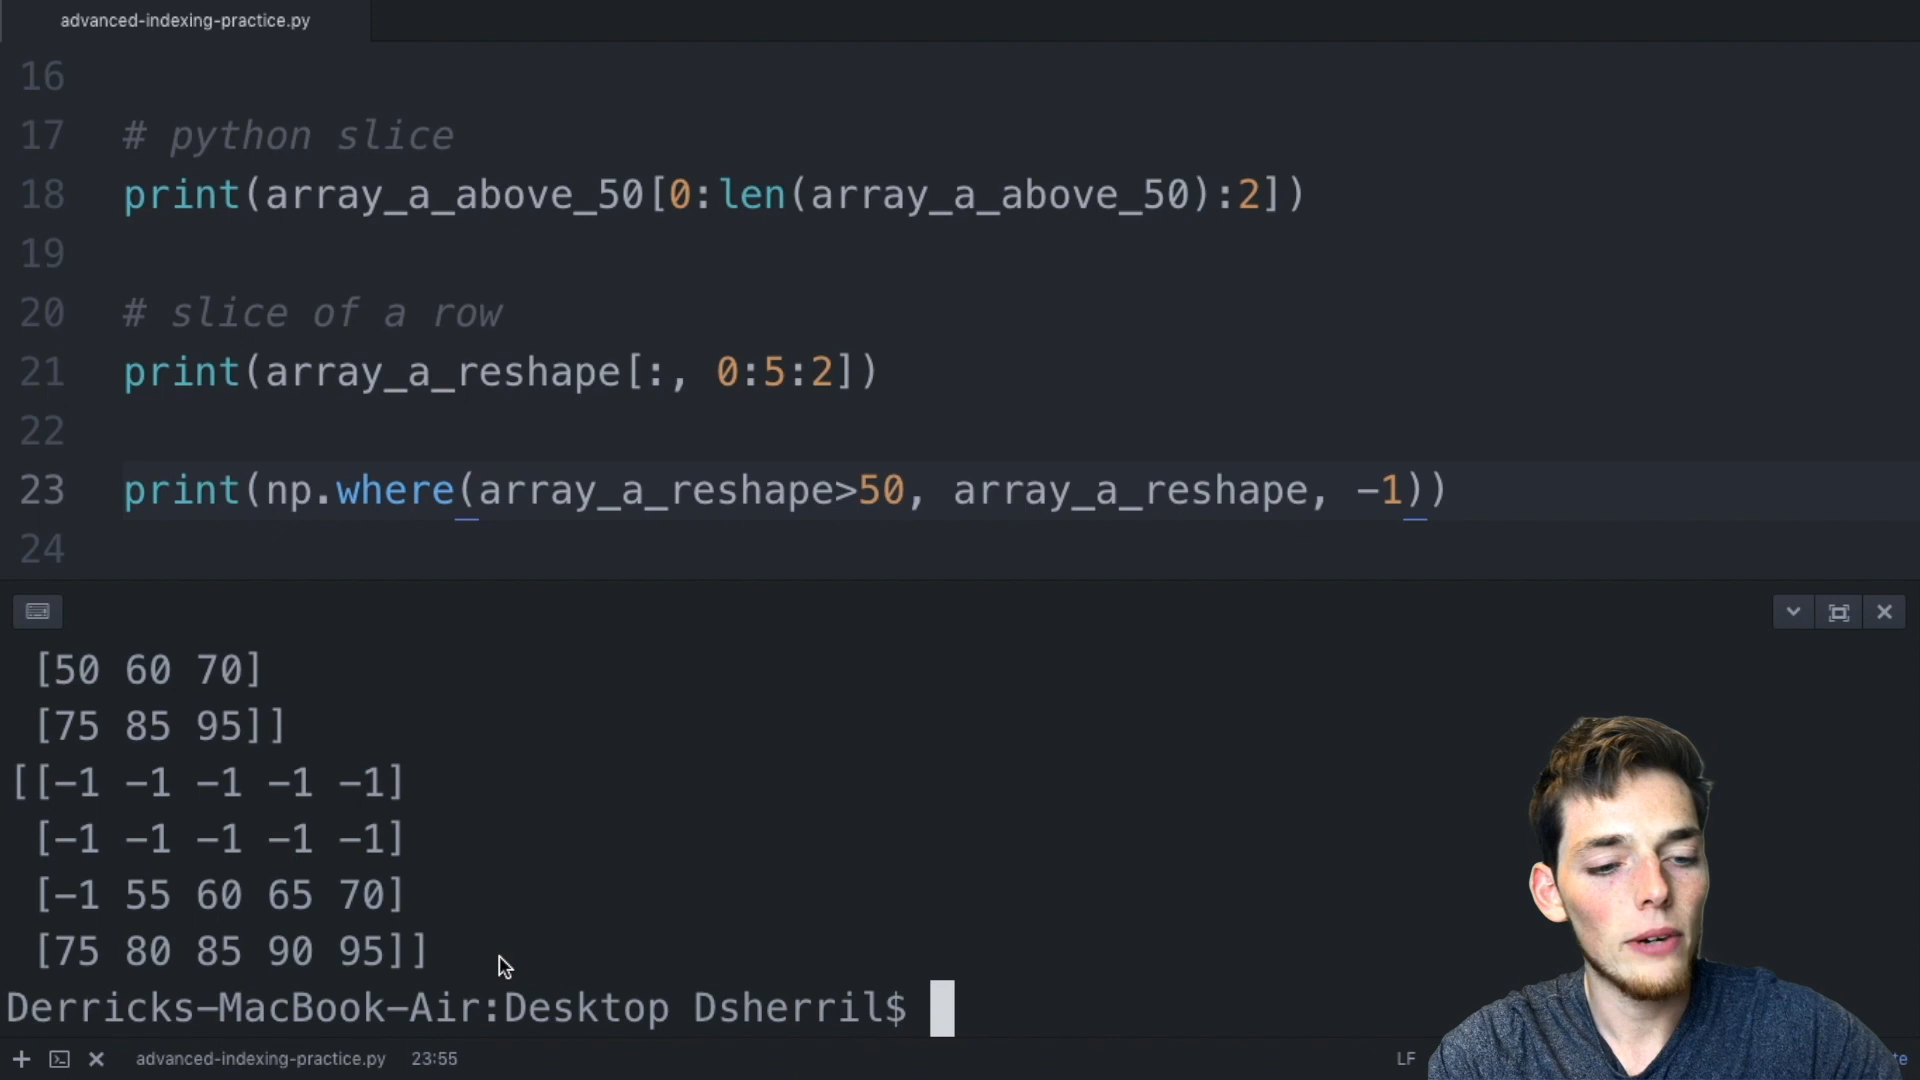 advanced-indexing-practice.py
16
17 # python slice
18 print(array_a_above_50[0:len(array_a_above_50):2])
19
20 # slice of a row
21 print(array_a_reshape[:, 0:5:2])
22
23 print(np.where(array_a_reshape>50, array_a_reshape, -1))
24
[50 60 70]
[75 85 95]]
[[-1 -1 -1 -1 -1]
[-1 -1 -1 -1 -1]
[-1 55 60 65 70]
[75 80 85 90 95]]
Derricks-MacBook-Air:Desktop Dsherril$
advanced-indexing-practice.py 23:55 LF